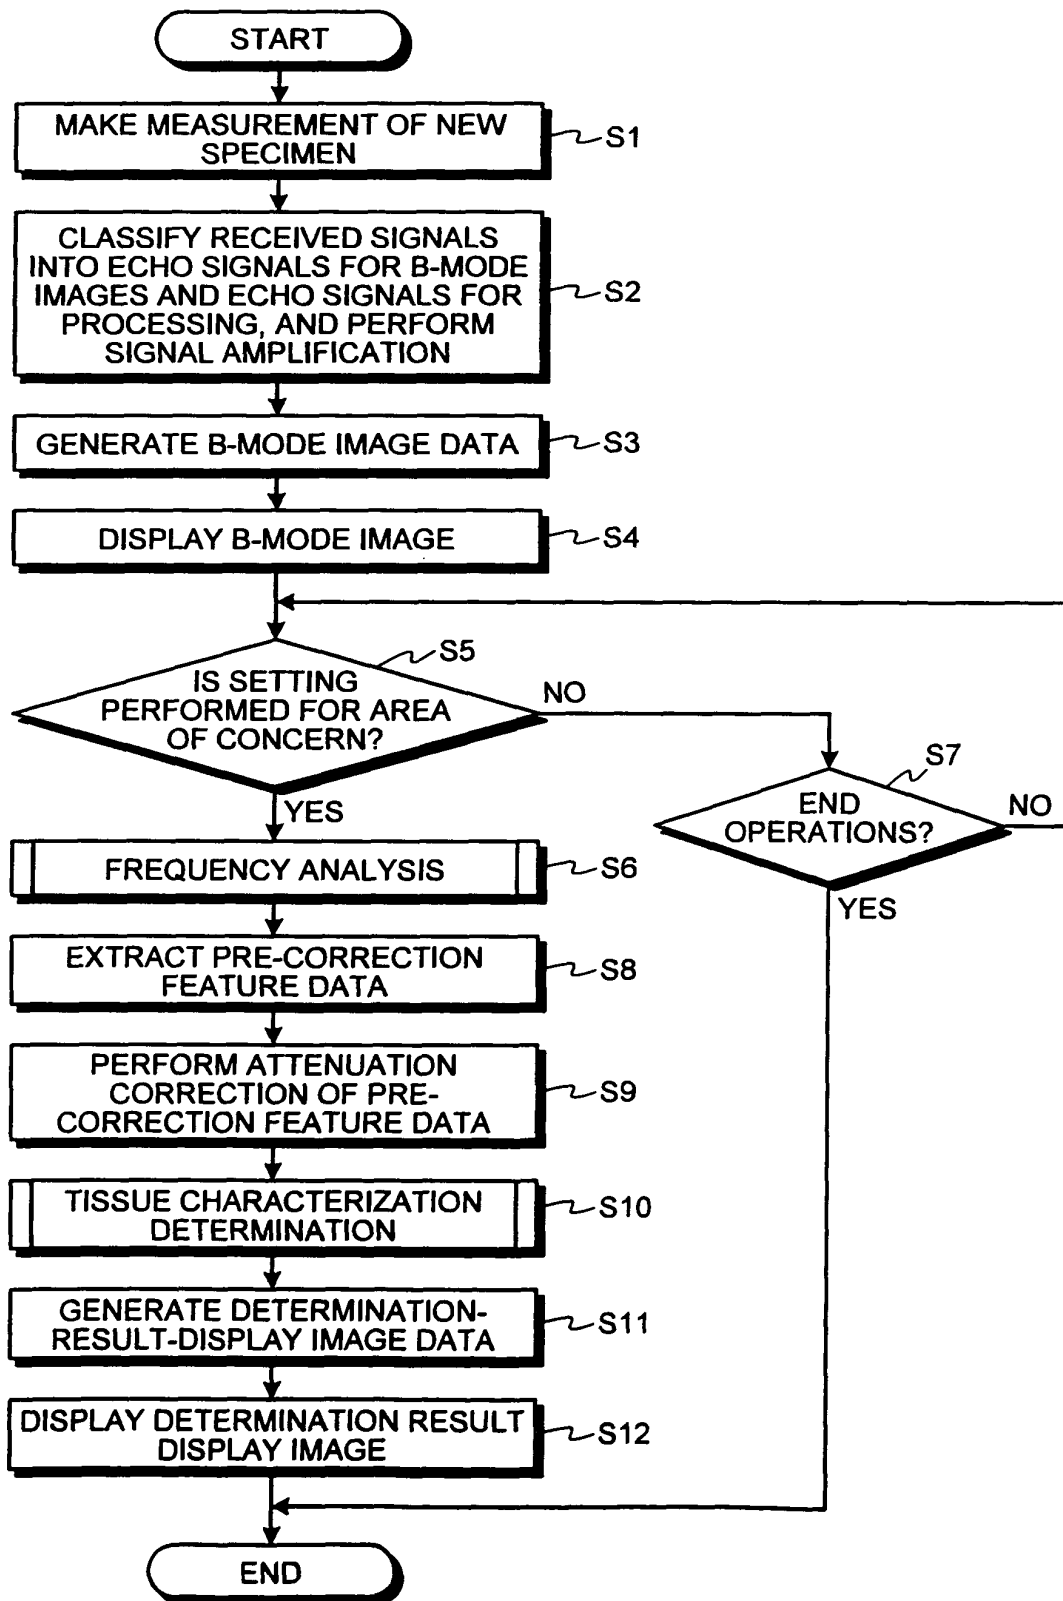 START
MAKE MEASUREMENT OF NEW
SPECIMEN
S1
CLASSIFY RECEIVED SIGNALS
INTO ECHO SIGNALS FOR B-MODE
IMAGES AND ECHO SIGNALS FOR
PROCESSING, AND PERFORM
SIGNAL AMPLIFICATION
S2
GENERATE B-MODE IMAGE DATA
S3
DISPLAY B-MODE IMAGE
S4
S5
IS SETTING
PERFORMED FOR AREA
OF CONCERN?
NO
YES
S7
END
OPERATIONS?
NO
YES
FREQUENCY ANALYSIS
S6
EXTRACT PRE-CORRECTION
FEATURE DATA
S8
PERFORM ATTENUATION
CORRECTION OF PRE-
CORRECTION FEATURE DATA
S9
TISSUE CHARACTERIZATION
DETERMINATION
S10
GENERATE DETERMINATION-
RESULT-DISPLAY IMAGE DATA
S11
DISPLAY DETERMINATION RESULT
DISPLAY IMAGE
S12
END